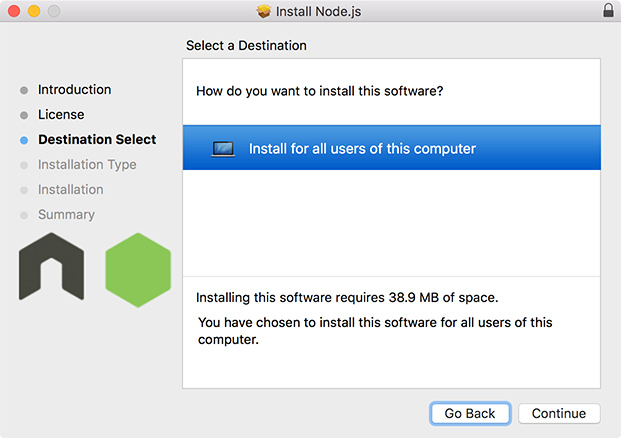 Install Node.js
Select a Destination
Introduction
License
Destination Select
Installation Type
Installation
Summary
How do you want to install this software?
Install for all users of this computer
Installing this software requires 38.9 MB of space.
You have chosen to install this software for all users of this
computer.
Go Back
Continue